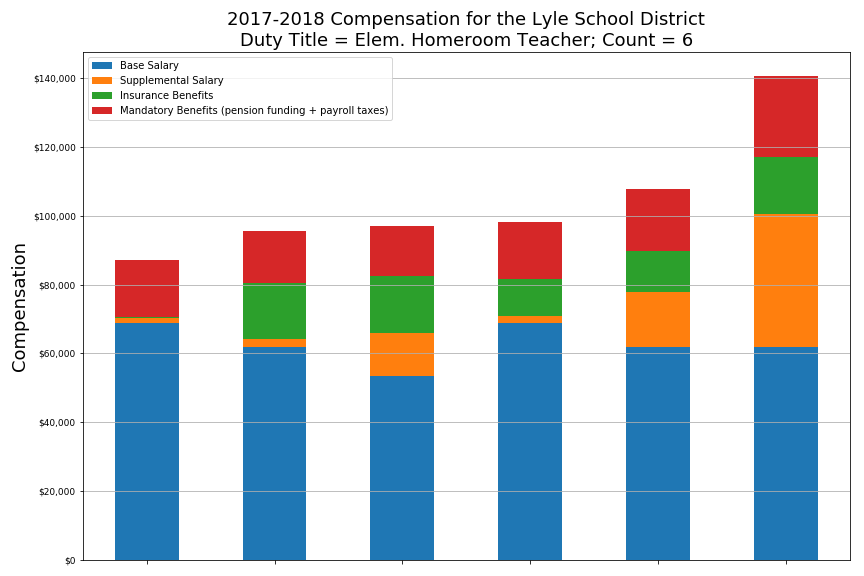 2017-2018 Compensation for the Lyle School District
Duty Title = Elem. Homeroom Teacher; Count = 6
Base Salary
Supplemental Salary
Insurance Benefits
Mandatory Benefits (pension funding + payroll taxes)
Compensation
$140,000
$120,000
$100,000
$80,000
$60,000
$40,000
$20,000
$0